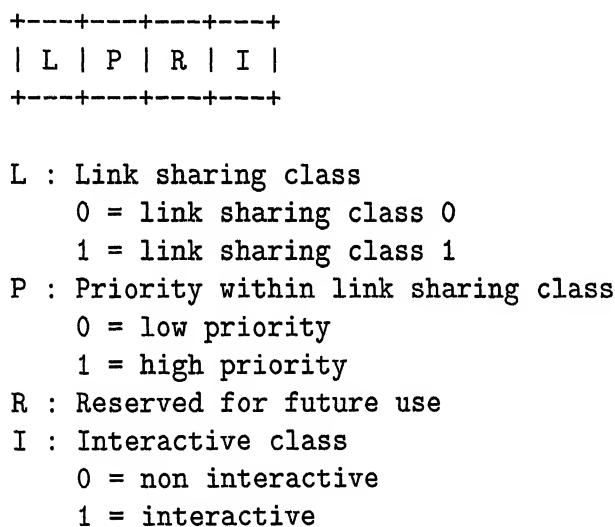 +---+---+---+---+
| L | P | R | I |
+---+---+---+---+
L : Link sharing class
0 = link sharing class 0
1 = link sharing class 1
P : Priority within link sharing class
0 = low priority
1 = high priority
R : Reserved for future use
I : Interactive class
0 = non interactive
1 = interactive